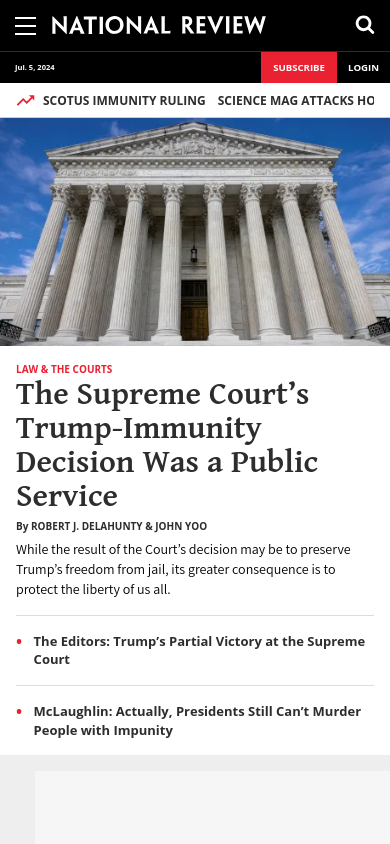 NATIONAL REVIEW
Jul. 5, 2024
SUBSCRIBE
LOGIN
SCOTUS IMMUNITY RULING SCIENCE MAG ATTACKS HO
LAW & THE COURTS
The Supreme Court’s
Trump-Immunity
Decision Was a Public
Service
By ROBERT J. DELAHUNTY & JOHN YOO
While the result of the Court’s decision may be to preserve
Trump’s freedom from jail, its greater consequence is to
protect the liberty of us all.
• The Editors: Trump’s Partial Victory at the Supreme
Court
• McLaughlin: Actually, Presidents Still Can’t Murder
People with Impunity